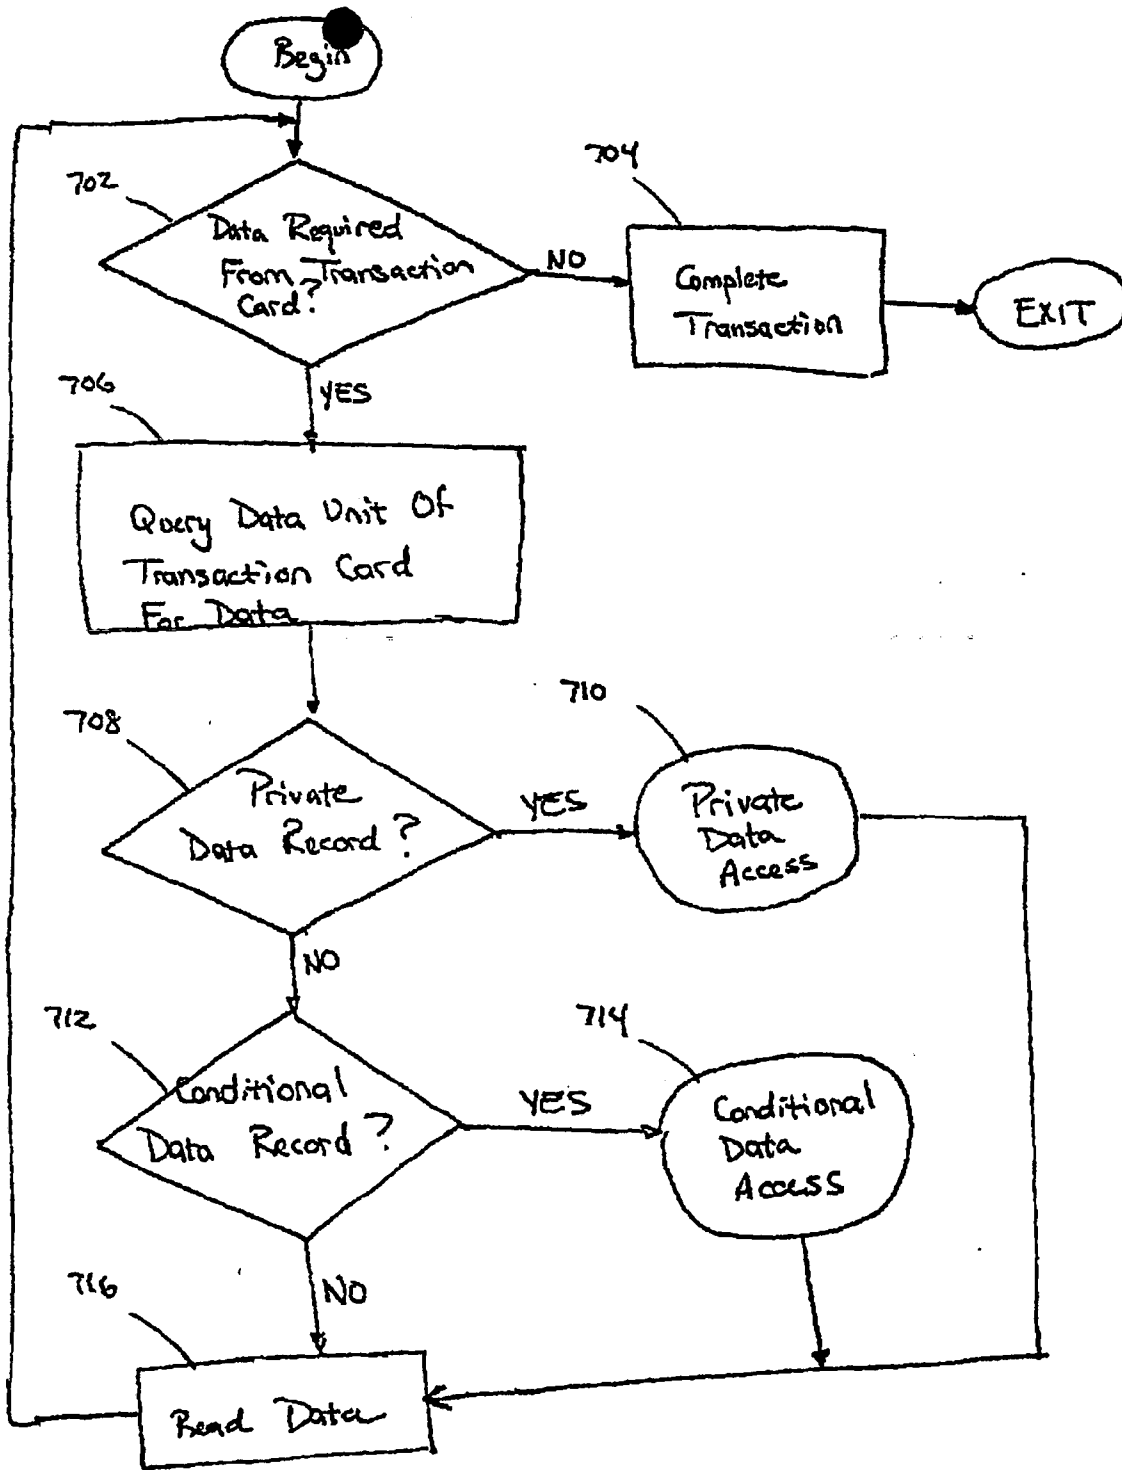 Begin
702
Data Required
From Transaction
Card?
NO
704
Complete
Transaction
EXIT
YES
706
Query Data Unit Of
Transaction Card
For Data
708
Private
Data Record?
YES
710
Private
Data
Access
NO
712
Conditional
Data Record?
YES
714
Conditional
Data
Access
NO
716
Read Data